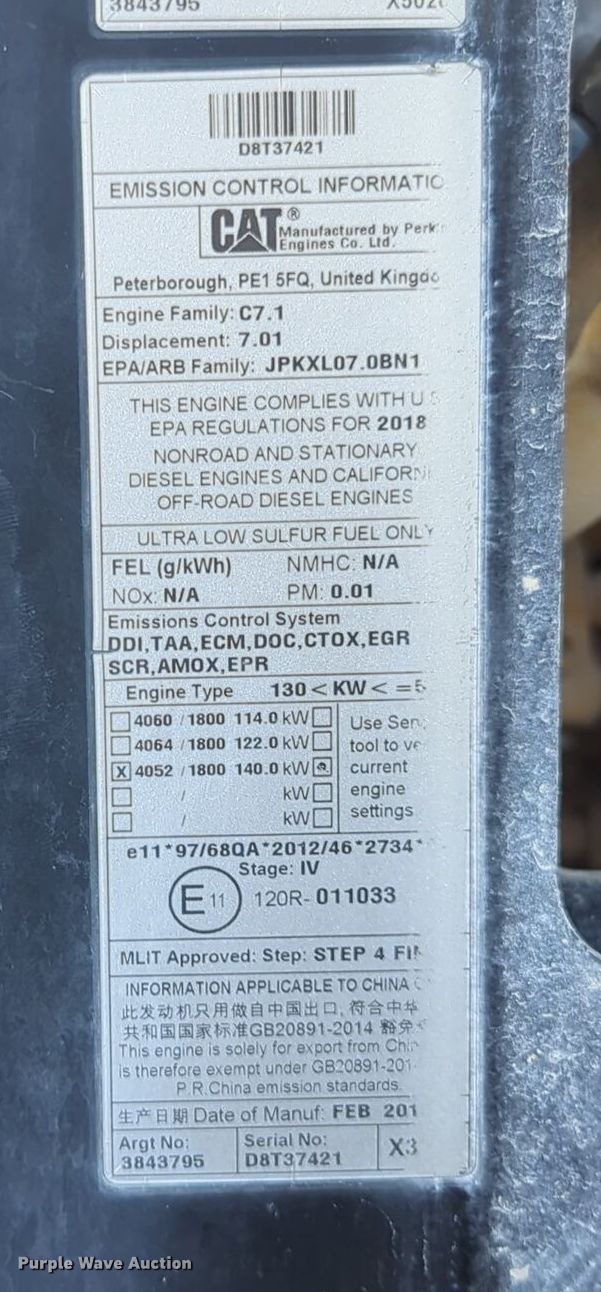 3843795
D8T37421
EMISSION CONTROL INFORMATIO
CAT® Manufactured by Perk
Engines Co. Ltd.
Peterborough, PE1 5FQ, United Kingdo
Engine Family: C7.1
Displacement: 7.01
EPA/ARB Family: JPKXL07.0BN1
THIS ENGINE COMPLIES WITH U S
EPA REGULATIONS FOR 2018
NONROAD AND STATIONARY
DIESEL ENGINES AND CALIFORNI
OFF-ROAD DIESEL ENGINES
ULTRA LOW SULFUR FUEL ONLY
FEL (g/kWh) NMHC: N/A
NOx: N/A PM: 0.01
Emissions Control System
DDI,TAA,ECM,DOC,CTOX,EGR
SCR,AMOX,EPR
Engine Type 130 < KW < =5
4060 / 1800 114.0 kW
4064 / 1800 122.0 kW
X 4052 / 1800 140.0 kW
/ kW
/ kW
Use Ser
tool to ve
current
engine
settings
e11*97/68QA*2012/46*2734*
Stage: IV
E 11 120R- 011033
MLIT Approved: Step: STEP 4 FI
INFORMATION APPLICABLE TO CHINA
此发动机只用做自中国出口, 符合中华
共和国国家标准GB20891-2014 豁免
This engine is solely for export from Chin
is therefore exempt under GB20891-201
P.R.China emission standards.
生产日期 Date of Manuf: FEB 201
Argt No: Serial No: X3
3843795 D8T37421
Purple Wave Auction